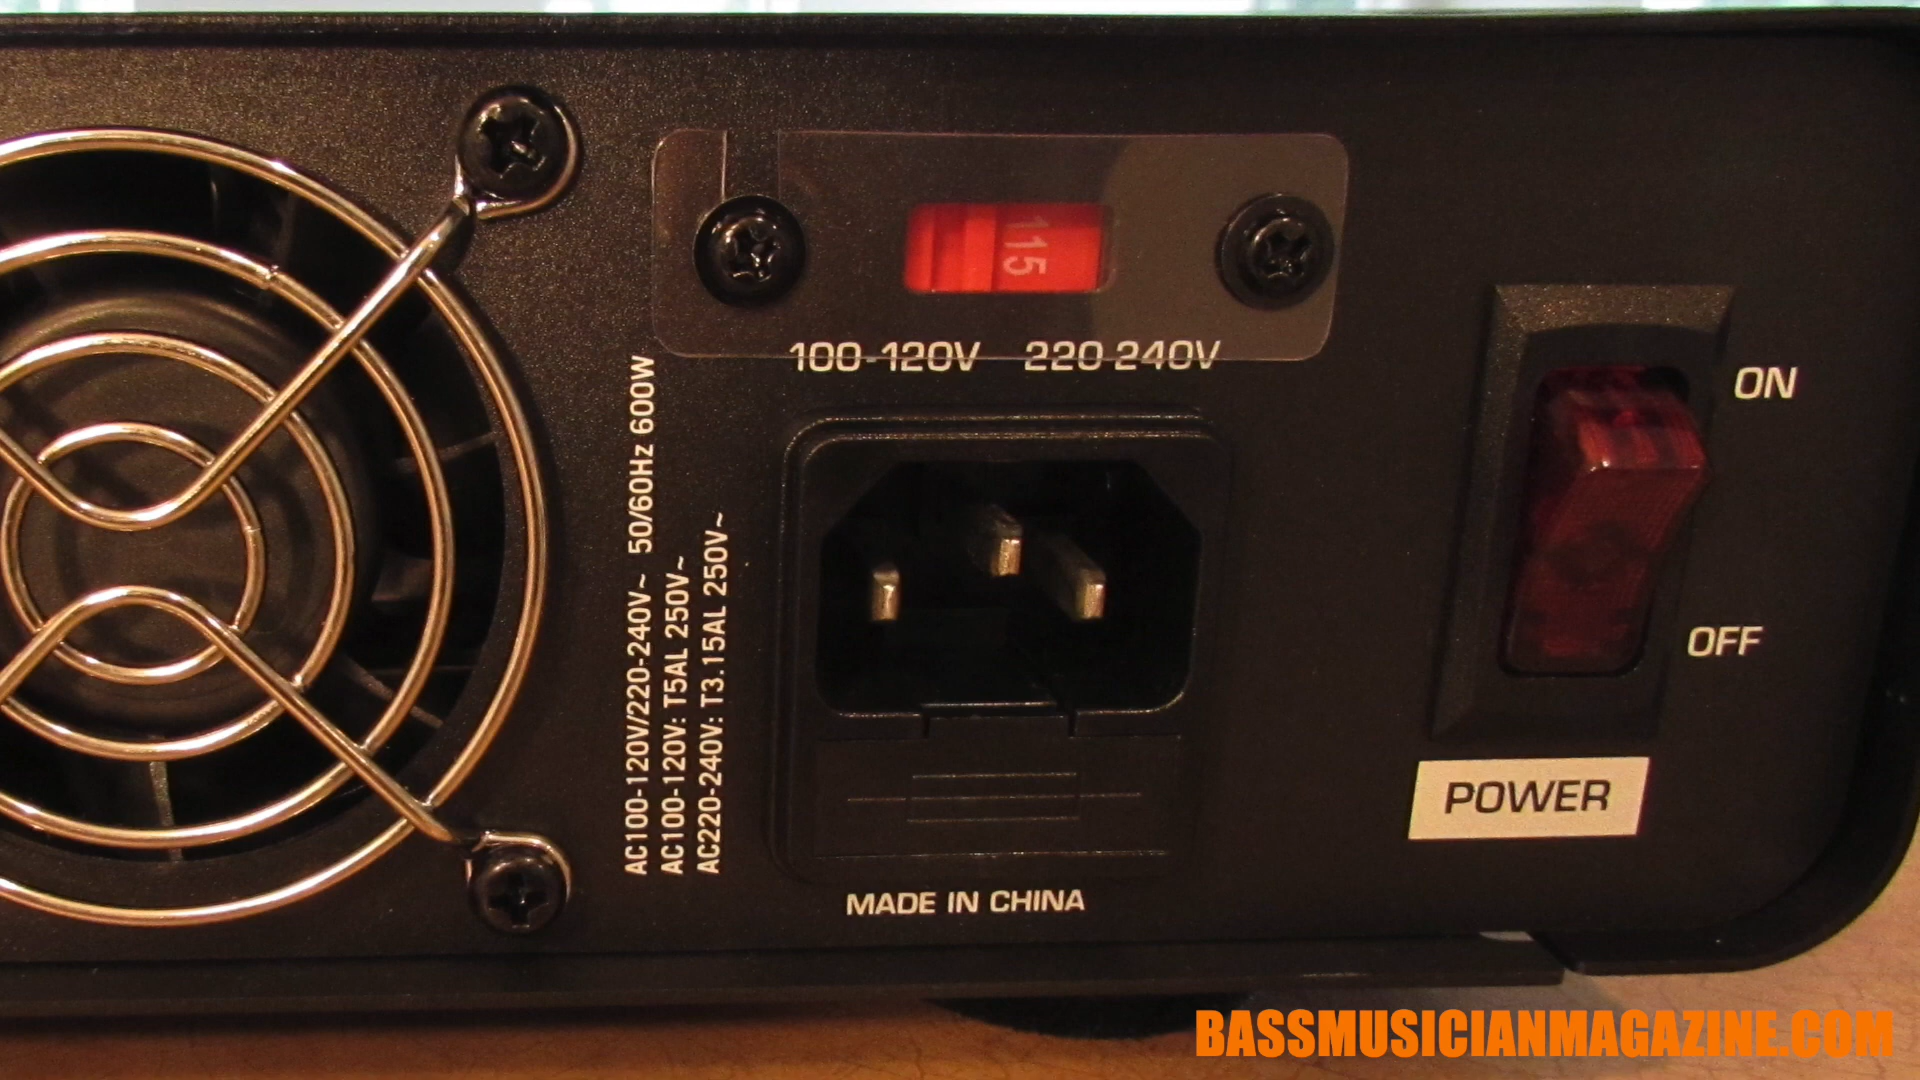 115
100-120V 220-240V
AC100-120V/220-240V~ 50/60Hz 600W
AC100-120V: T5AL 250V~
AC220-240V: T3.15AL 250V~
ON
OFF
POWER
MADE IN CHINA
BASSMUSICIANMAGAZINE.COM